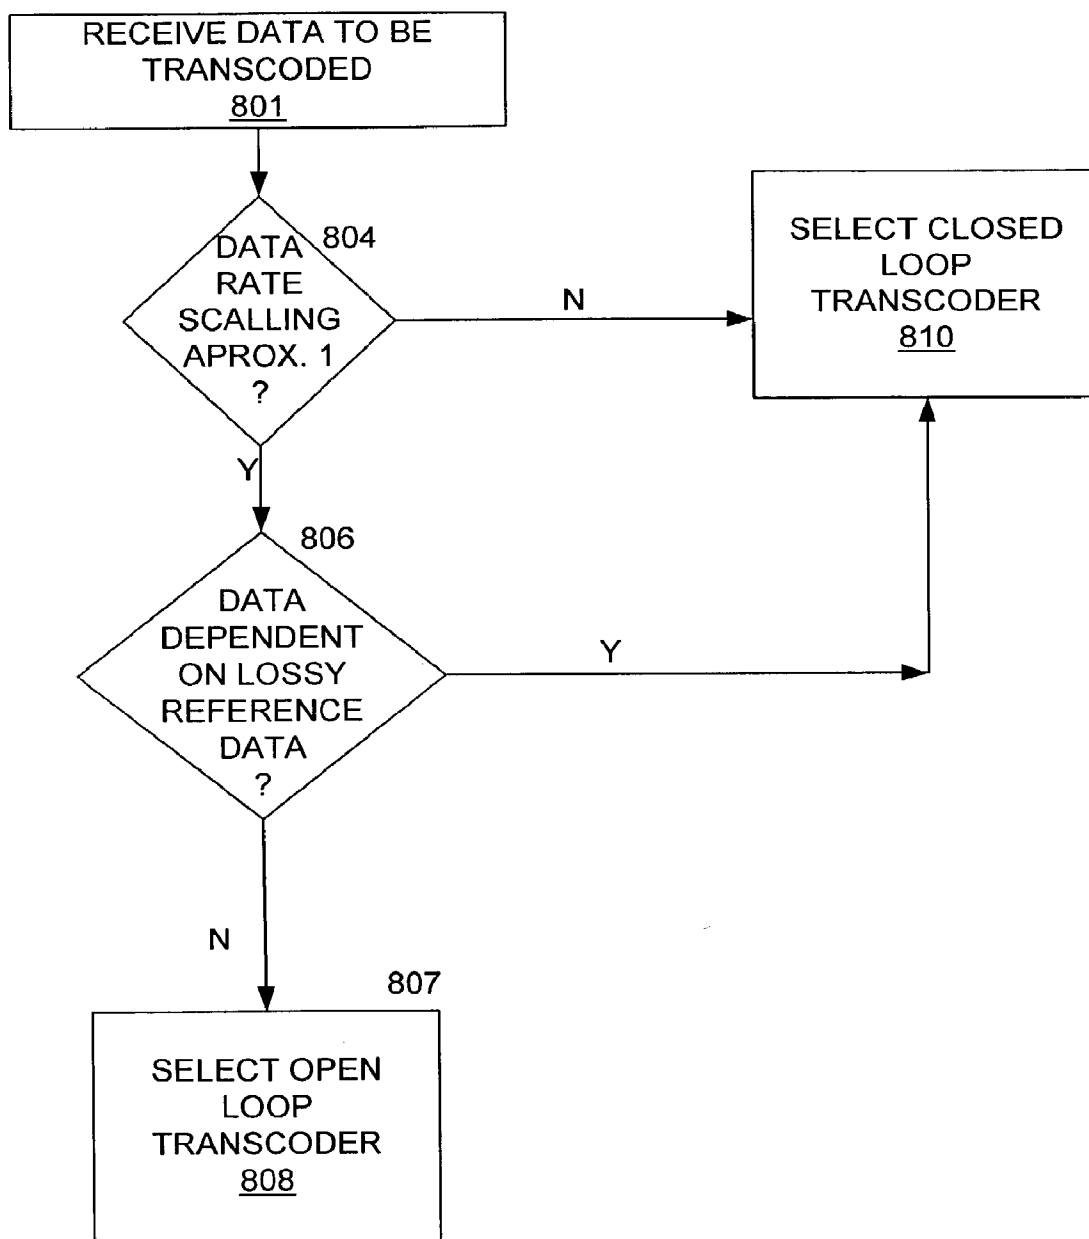 RECEIVE DATA TO BE
TRANSCODED
801
804
DATA
RATE
SCALLING
APROX. 1
?
N
SELECT CLOSED
LOOP
TRANSCODER
810
Y
806
DATA
DEPENDENT
ON LOSSY
REFERENCE
DATA
?
Y
N
807
SELECT OPEN
LOOP
TRANSCODER
808